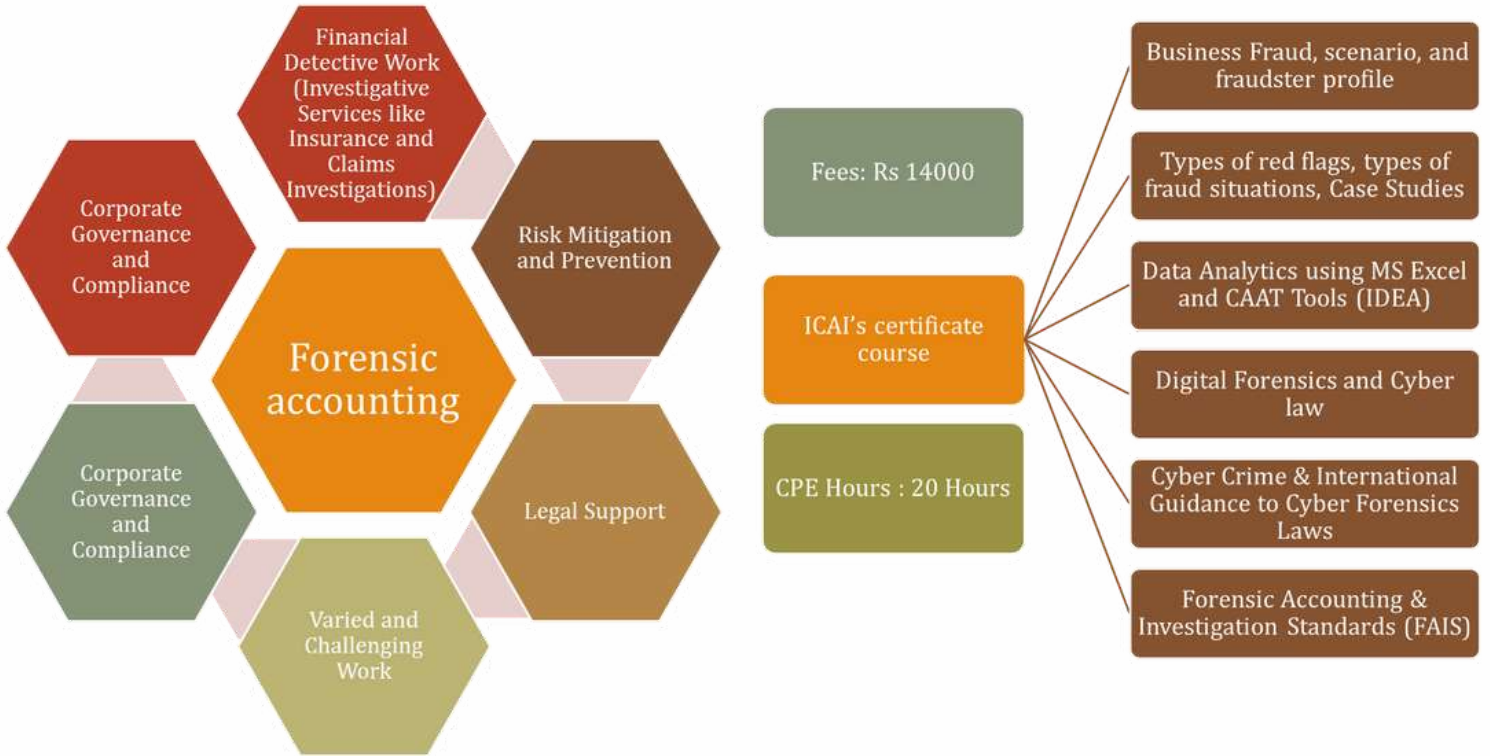 Financial
Detective Work
(Investigative
Services like
Insurance and
Claims
Investigations)
Risk Mitigation
and Prevention
Legal Support
Varied and
Challenging
Work
Corporate
Governance
and
Compliance
Corporate
Governance
and
Compliance
Forensic
accounting
Fees: Rs 14000
ICAI’s certificate
course
CPE Hours : 20 Hours
Business Fraud, scenario, and
fraudster profile
Types of red flags, types of
fraud situations, Case Studies
Data Analytics using MS Excel
and CAAT Tools (IDEA)
Digital Forensics and Cyber
law
Cyber Crime & International
Guidance to Cyber Forensics
Laws
Forensic Accounting &
Investigation Standards (FAIS)